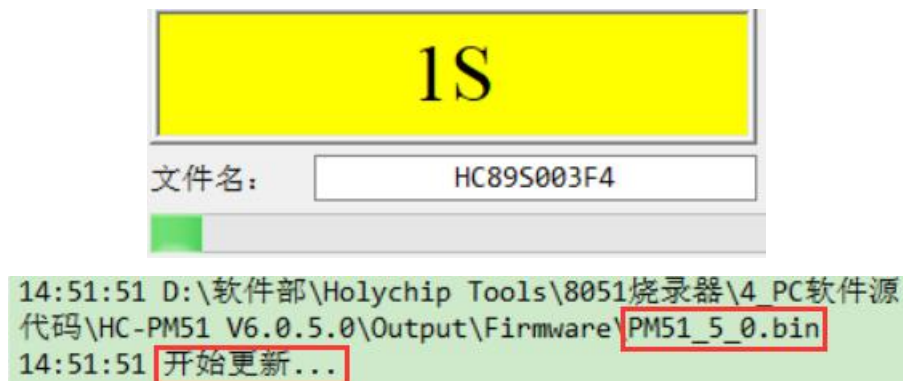 1S
文件名: HC89S003F4
14:51:51 D:\软件部\Holychip Tools\8051烧录器\4_PC软件源
代码\HC-PM51 V6.0.5.0\Output\Firmware\PM51_5_0.bin
14:51:51 开始更新...